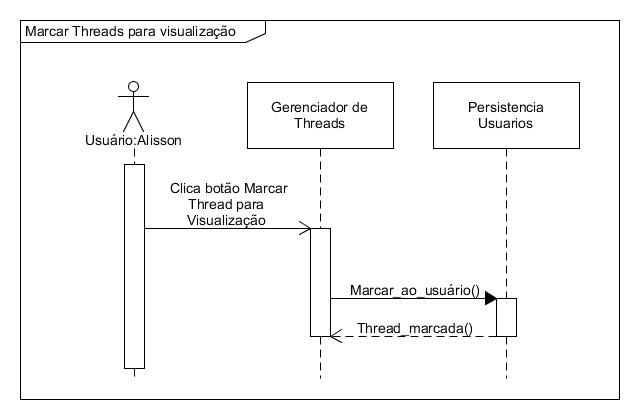 Marcar Threads para visualização
Usuário:Alisson
Gerenciador de
Threads
Persistencia
Usuarios
Clica botão Marcar
Thread para
Visualização
Marcar_ao_usuário()
Thread_marcada()